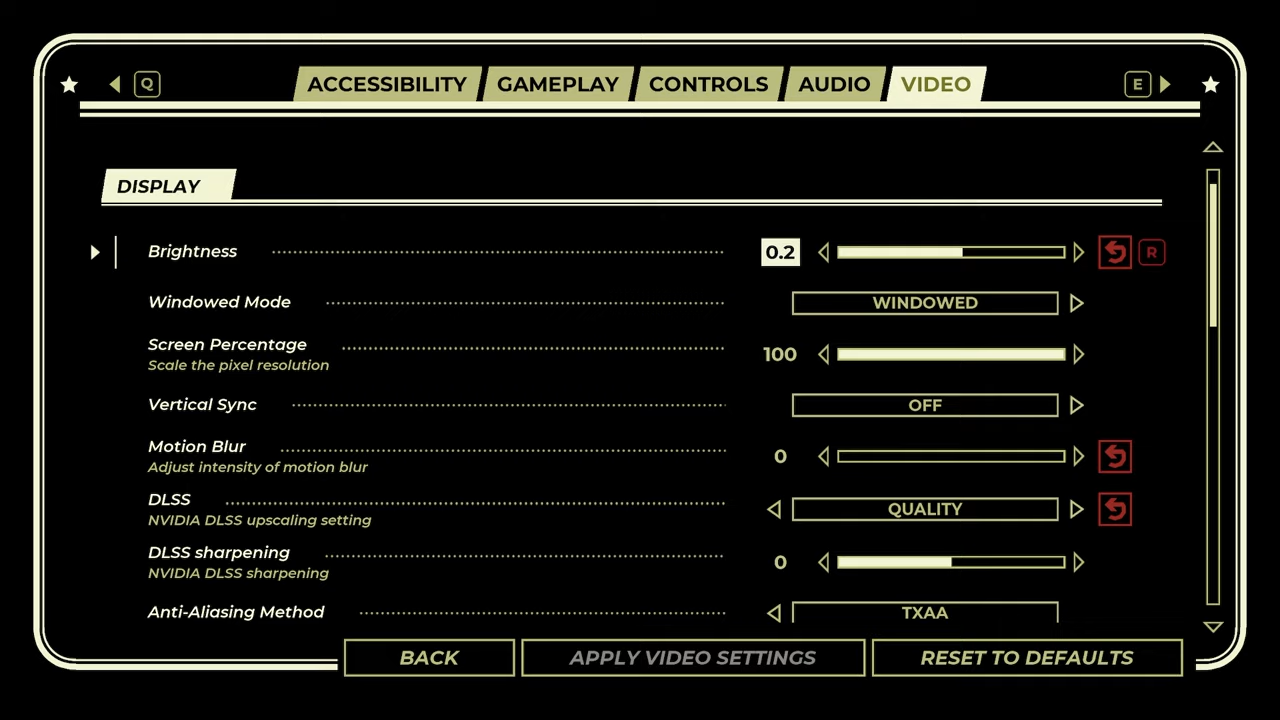 Q ACCESSIBILITY GAMEPLAY CONTROLS AUDIO VIDEO E
DISPLAY
Brightness 0.2 R
Windowed Mode WINDOWED
Screen Percentage 100
Scale the pixel resolution
Vertical Sync OFF
Motion Blur 0
Adjust intensity of motion blur
DLSS QUALITY
NVIDIA DLSS upscaling setting
DLSS sharpening 0
NVIDIA DLSS sharpening
Anti-Aliasing Method TXAA
BACK APPLY VIDEO SETTINGS RESET TO DEFAULTS